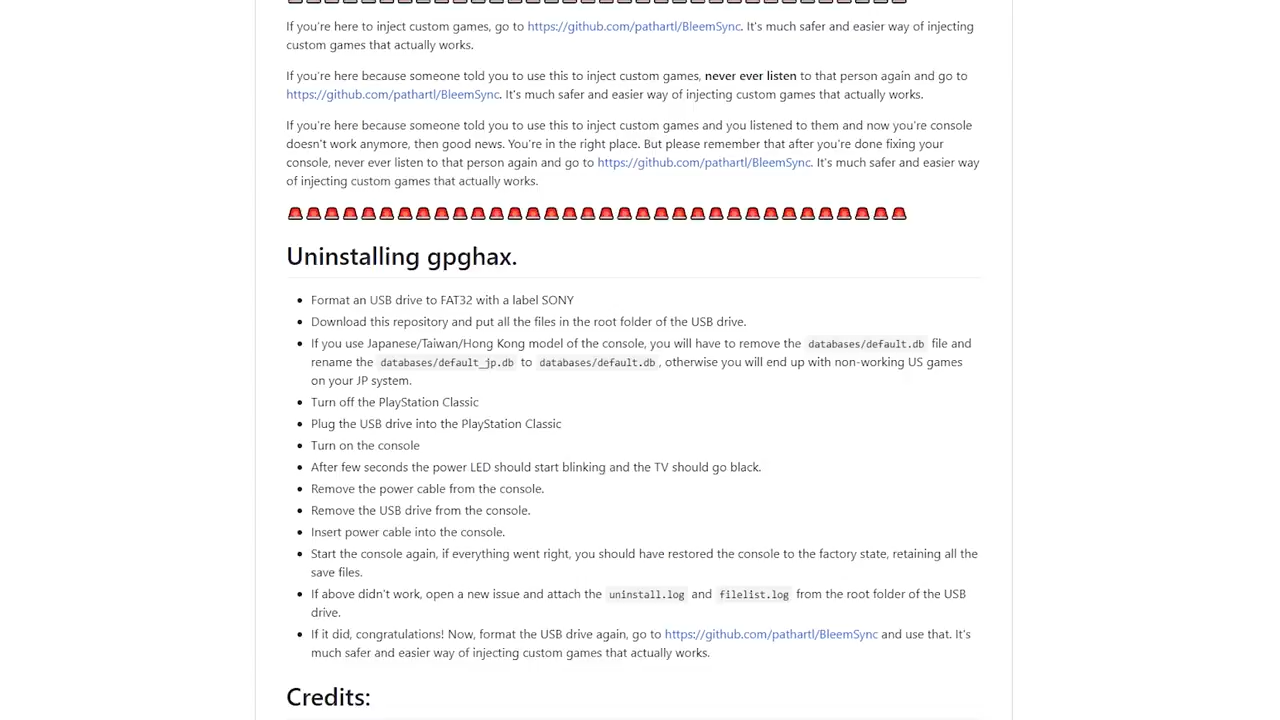 If you're here to inject custom games, go to https://github.com/pathartl/BleemSync. It's much safer and easier way of injecting
custom games that actually works.
If you're here because someone told you to use this to inject custom games, never ever listen to that person again and go to
https://github.com/pathartl/BleemSync. It's much safer and easier way of injecting custom games that actually works.
If you're here because someone told you to use this to inject custom games and you listened to them and now you're console
doesn't work anymore, then good news. You're in the right place. But please remember that after you're done fixing your
console, never ever listen to that person again and go to https://github.com/pathartl/BleemSync. It's much safer and easier way
of injecting custom games that actually works.
Uninstalling gpghax.
Format an USB drive to FAT32 with a label SONY
Download this repository and put all the files in the root folder of the USB drive.
If you use Japanese/Taiwan/Hong Kong model of the console, you will have to remove the databases/default.db file and
rename the databases/default_jp.db to databases/default.db, otherwise you will end up with non-working US games
on your JP system.
Turn off the PlayStation Classic
Plug the USB drive into the PlayStation Classic
Turn on the console
After few seconds the power LED should start blinking and the TV should go black.
Remove the power cable from the console.
Remove the USB drive from the console.
Insert power cable into the console.
Start the console again, if everything went right, you should have restored the console to the factory state, retaining all the
save files.
If above didn't work, open a new issue and attach the uninstall.log and filelist.log from the root folder of the USB
drive.
If it did, congratulations! Now, format the USB drive again, go to https://github.com/pathartl/BleemSync and use that. It's
much safer and easier way of injecting custom games that actually works.
Credits: